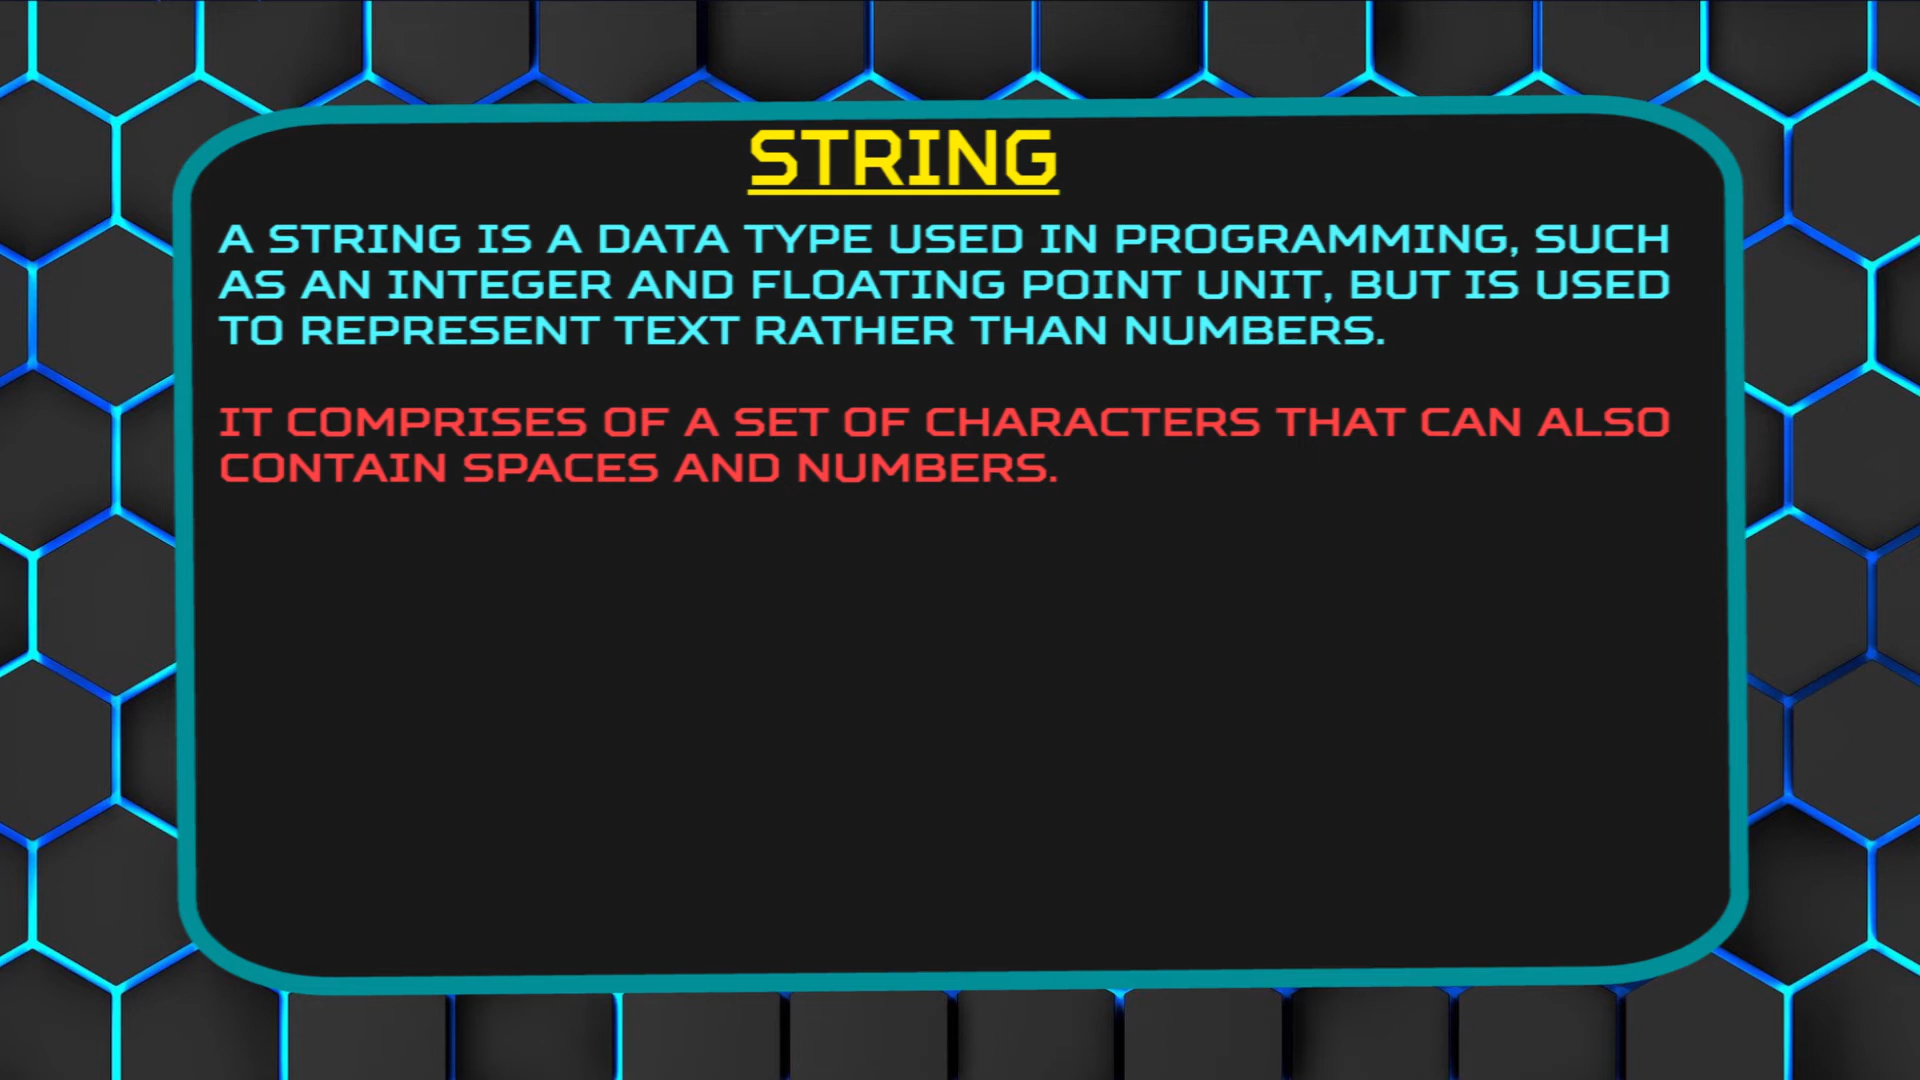 STRING
A STRING IS A DATA TYPE USED IN PROGRAMMING, SUCH
AS AN INTEGER AND FLOATING POINT UNIT, BUT IS USED
TO REPRESENT TEXT RATHER THAN NUMBERS.
IT COMPRISES OF A SET OF CHARACTERS THAT CAN ALSO
CONTAIN SPACES AND NUMBERS.